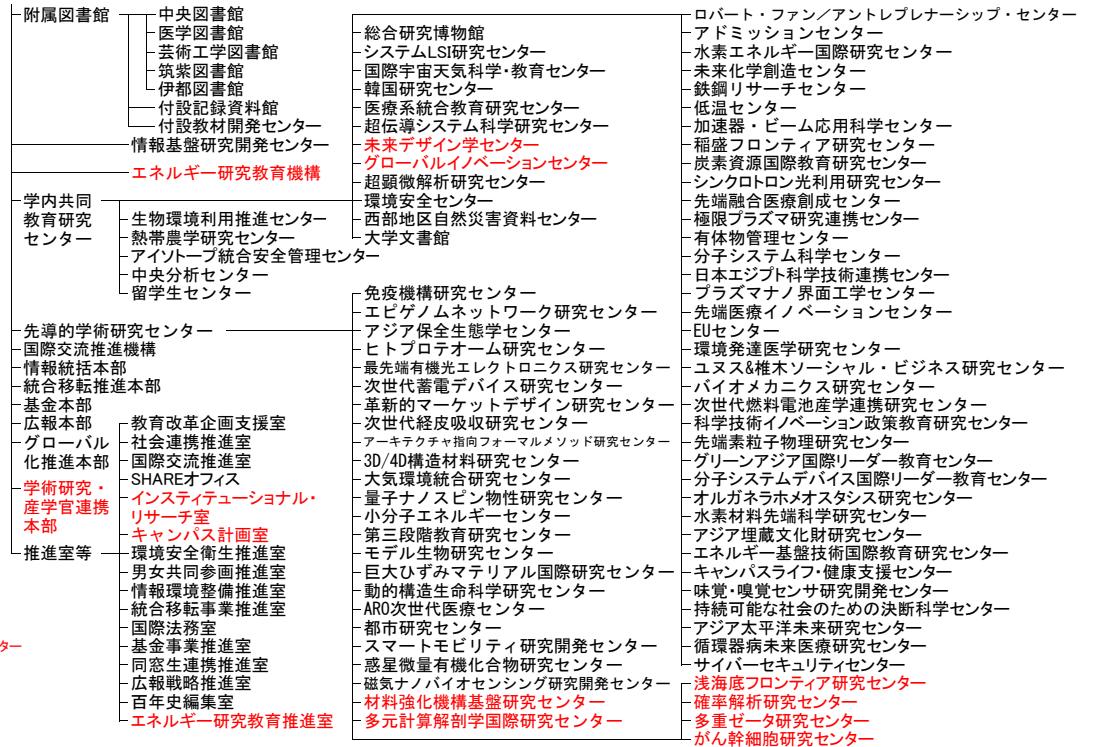 附属図書館
中央図書館
医学図書館
芸術工学図書館
筑紫図書館
伊都図書館
付設記録資料館
付設教材開発センター
情報基盤研究開発センター
エネルギー研究教育機構
学内共同
教育研究
センター
生物環境利用推進センター
熱帯農学研究センター
アイソトープ統合安全管理センター
中央分析センター
留学生センター
先導的学術研究センター
国際交流推進機構
情報統括本部
統合移転推進本部
基金本部
広報本部
グローバル
化推進本部
学術研究・
産学官連携
本部
推進室等
教育改革企画支援室
社会連携推進室
国際交流推進室
SHAREオフィス
インスティテューショナル・
リサーチ室
キャンパス計画室
環境安全衛生推進室
男女共同参画推進室
情報環境整備推進室
統合移転事業推進室
国際法務室
基金事業推進室
同窓生連携推進室
広報戦略推進室
百年史編集室
エネルギー研究教育推進室
ター
総合研究博物館
システムLSI研究センター
国際宇宙天気科学・教育センター
韓国研究センター
医療系統合教育研究センター
超伝導システム科学研究センター
未来デザイン学センター
グローバルイノベーションセンター
超顕微解析研究センター
環境安全センター
西部地区自然災害資料センター
大学文書館
免疫機構研究センター
エピゲノムネットワーク研究センター
アジア保全生態学センター
ヒトプロテオーム研究センター
最先端有機光エレクトロニクス研究センター
次世代蓄電デバイス研究センター
革新的マーケットデザイン研究センター
次世代経皮吸収研究センター
アーキテクチャ指向フォーマルメソッド研究センター
3D/4D構造材料研究センター
大気環境統合研究センター
量子ナノスピン物性研究センター
小分子エネルギーセンター
第三段階教育研究センター
モデル生物研究センター
巨大ひずみマテリアル国際研究センター
動的構造生命科学研究センター
ARO次世代医療センター
都市研究センター
スマートモビリティ研究開発センター
惑星微量有機化合物研究センター
磁気ナノバイオセンシング研究開発センター
材料強化機構基盤研究センター
多元計算解剖学国際研究センター
ロバート・ファン／アントレプレナーシップ・センター
アドミッションセンター
水素エネルギー国際研究センター
未来化学創造センター
鉄鋼リサーチセンター
低温センター
加速器・ビーム応用科学センター
稲盛フロンティア研究センター
炭素資源国際教育研究センター
シンクロトロン光利用研究センター
先端融合医療創成センター
極限プラズマ研究連携センター
有体物管理センター
分子システム科学センター
日本エジプト科学技術連携センター
プラズマナノ界面工学センター
先端医療イノベーションセンター
EUセンター
環境発達医学研究センター
ユヌス&椎木ソーシャル・ビジネス研究センター
バイオメカニクス研究センター
次世代燃料電池産学連携研究センター
科学技術イノベーション政策教育研究センター
先端素粒子物理研究センター
グリーンアジア国際リーダー教育センター
分子システムデバイス国際リーダー教育センター
オルガネラホメオスタシス研究センター
水素材料先端科学研究センター
アジア埋蔵文化財研究センター
エネルギー基盤技術国際教育研究センター
キャンパスライフ・健康支援センター
味覚・嗅覚センサ研究開発センター
持続可能な社会のための決断科学センター
アジア太平洋未来研究センター
循環器病未来医療研究センター
サイバーセキュリティセンター
浅海底フロンティア研究センター
確率解析研究センター
多重ゼータ研究センター
がん幹細胞研究センター